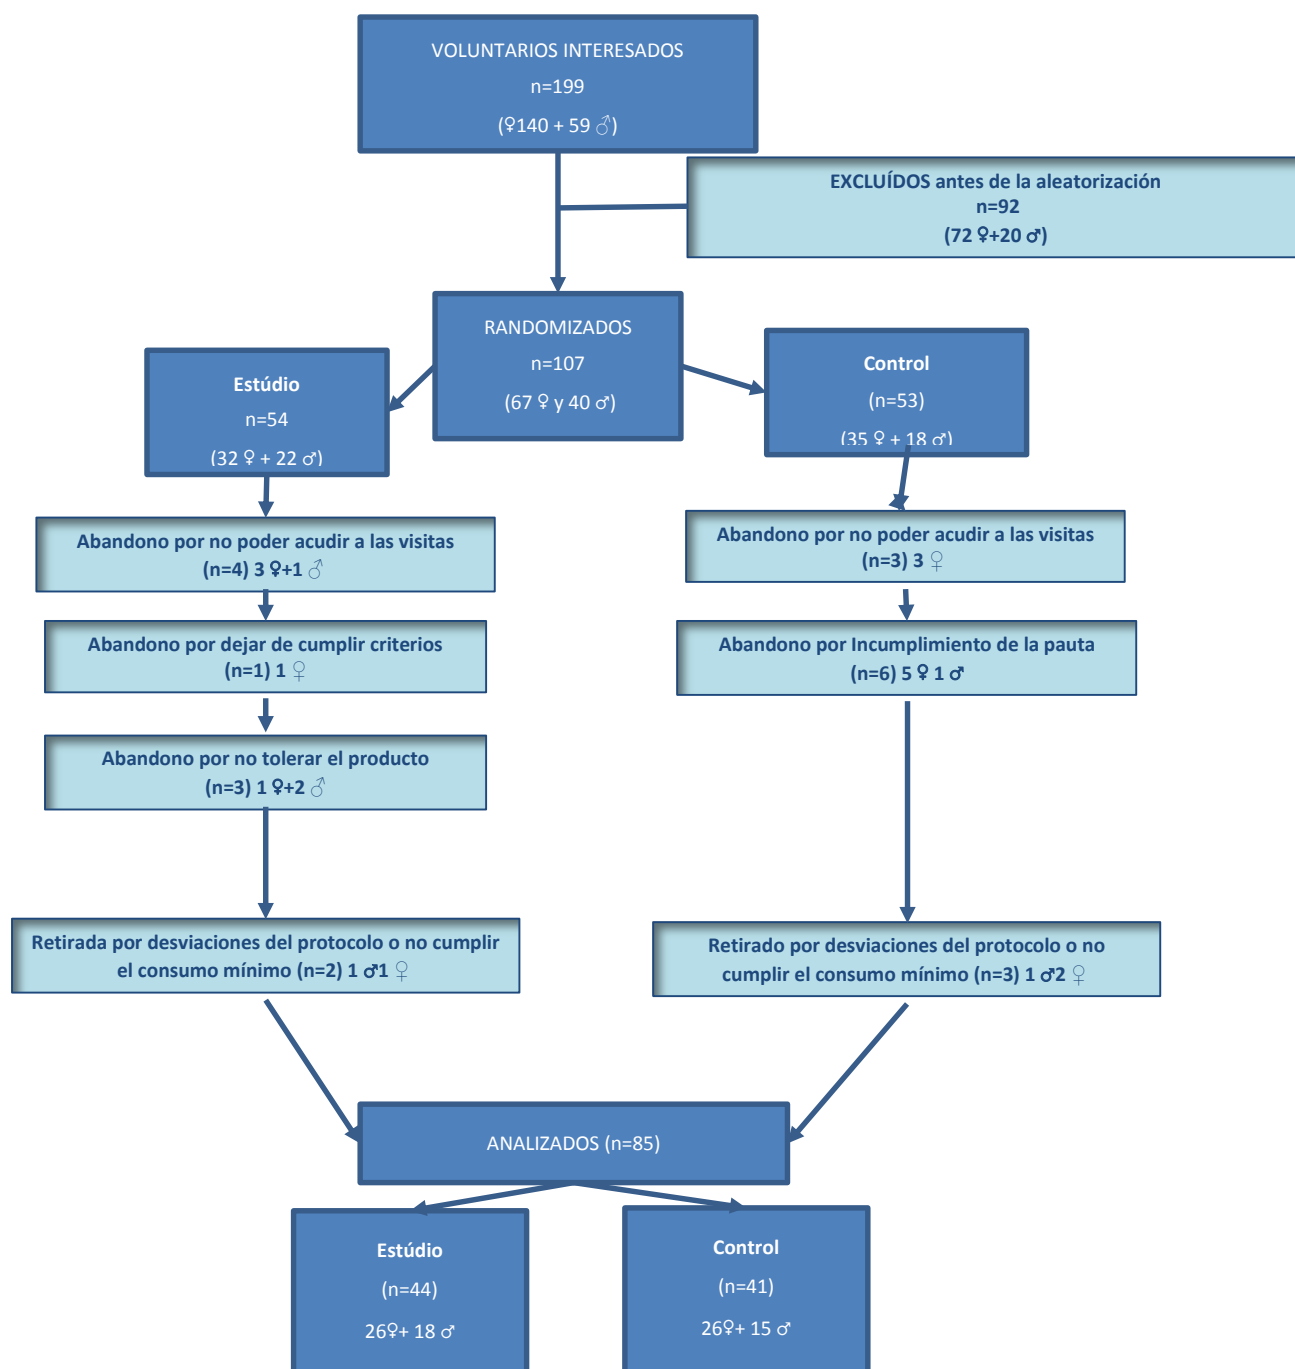 VOLUNTARIOS INTERESADOS
n=199
(♀140 + 59 ♂)
EXCLUÍDOS antes de la aleatorización
n=92
(72 ♀+20 ♂)
RANDOMIZADOS
n=107
(67 ♀ y 40 ♂)
Estúdio
n=54
(32 ♀ + 22 ♂)
Control
(n=53)
(35 ♀ + 18 ♂)
Abandono por no poder acudir a las visitas
(n=4) 3 ♀+1 ♂
Abandono por no poder acudir a las visitas
(n=3) 3 ♀
Abandono por dejar de cumplir criterios
(n=1) 1 ♀
Abandono por Incumplimiento de la pauta
(n=6) 5 ♀ 1 ♂
Abandono por no tolerar el producto
(n=3) 1 ♀+2 ♂
Retirada por desviaciones del protocolo o no cumplir
el consumo mínimo (n=2) 1 ♂1 ♀
Retirado por desviaciones del protocolo o no
cumplir el consumo mínimo (n=3) 1 ♂2 ♀
ANALIZADOS (n=85)
Estúdio
(n=44)
26♀+ 18 ♂
Control
(n=41)
26♀+ 15 ♂